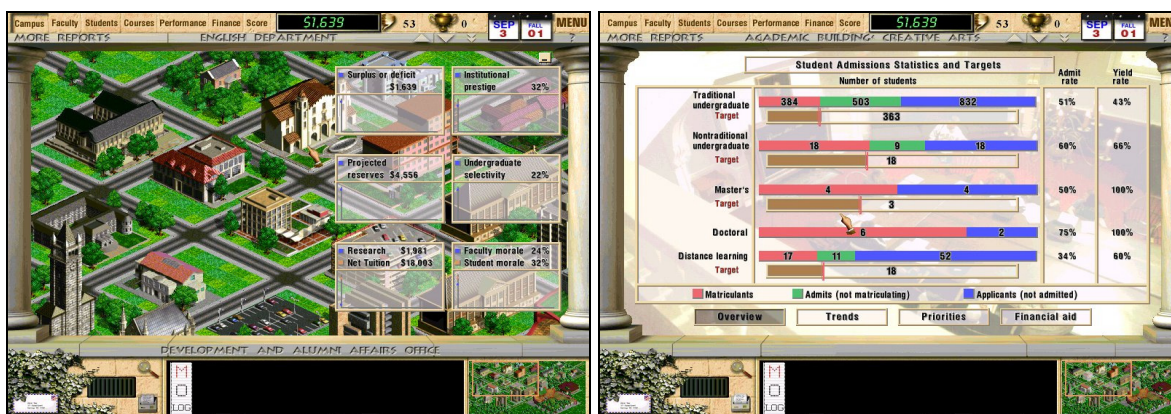 Campus Faculty Students Courses Performance Finance Score $1,639 53 0 SEP 3 FALL 01 MENU
MORE REPORTS ENGLISH DEPARTMENT ?
Surplus or deficit
$1,639
Institutional
prestige 32%
Projected
reserves $4,556
Undergraduate
selectivity 22%
Research $1,981
Net Tuition $18,003
Faculty morale 24%
Student morale 32%
DEVELOPMENT AND ALUMNI AFFAIRS OFFICE
M
O
LOG
Campus Faculty Students Courses Performance Finance Score $1,639 53 0 SEP 3 FALL 01 MEN
MORE REPORTS ACADEMIC BUILDING: CREATIVE ARTS ?
Student Admissions Statistics and Targets
Number of students
Admit
rate
Yield
rate
Traditional
undergraduate 384 503 832 51% 43%
Target 363
Nontraditional
undergraduate 18 9 18 60% 66%
Target 18
Master's 4 4 50% 100%
Target 3
Doctoral 6 2 75% 100%
Distance learning 17 11 52 34% 60%
Target 18
Matriculants Admits (not matriculating) Applicants (not admitted)
Overview Trends Priorities Financial aid
M
O
LOG